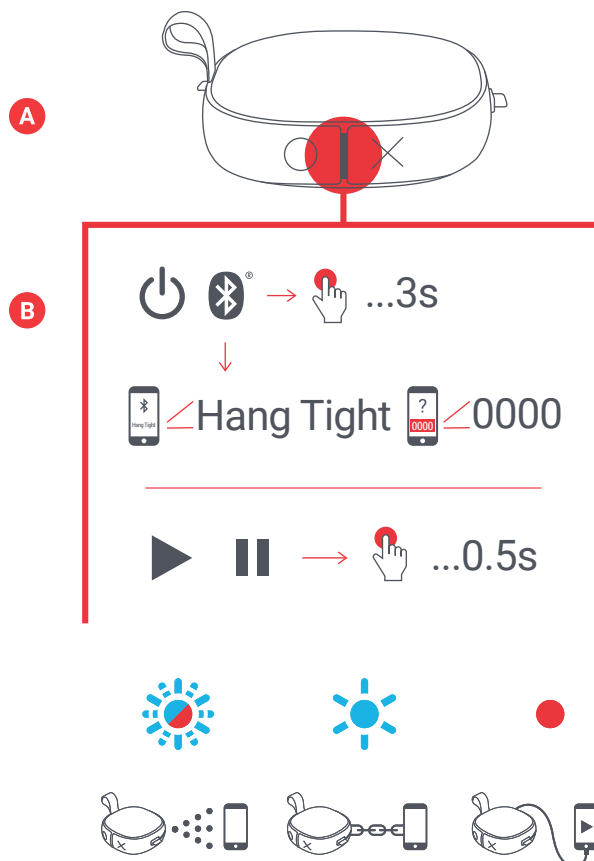 A
B
® ...3s
Hang Tight
Hang Tight
?
0000
0000
...0.5s